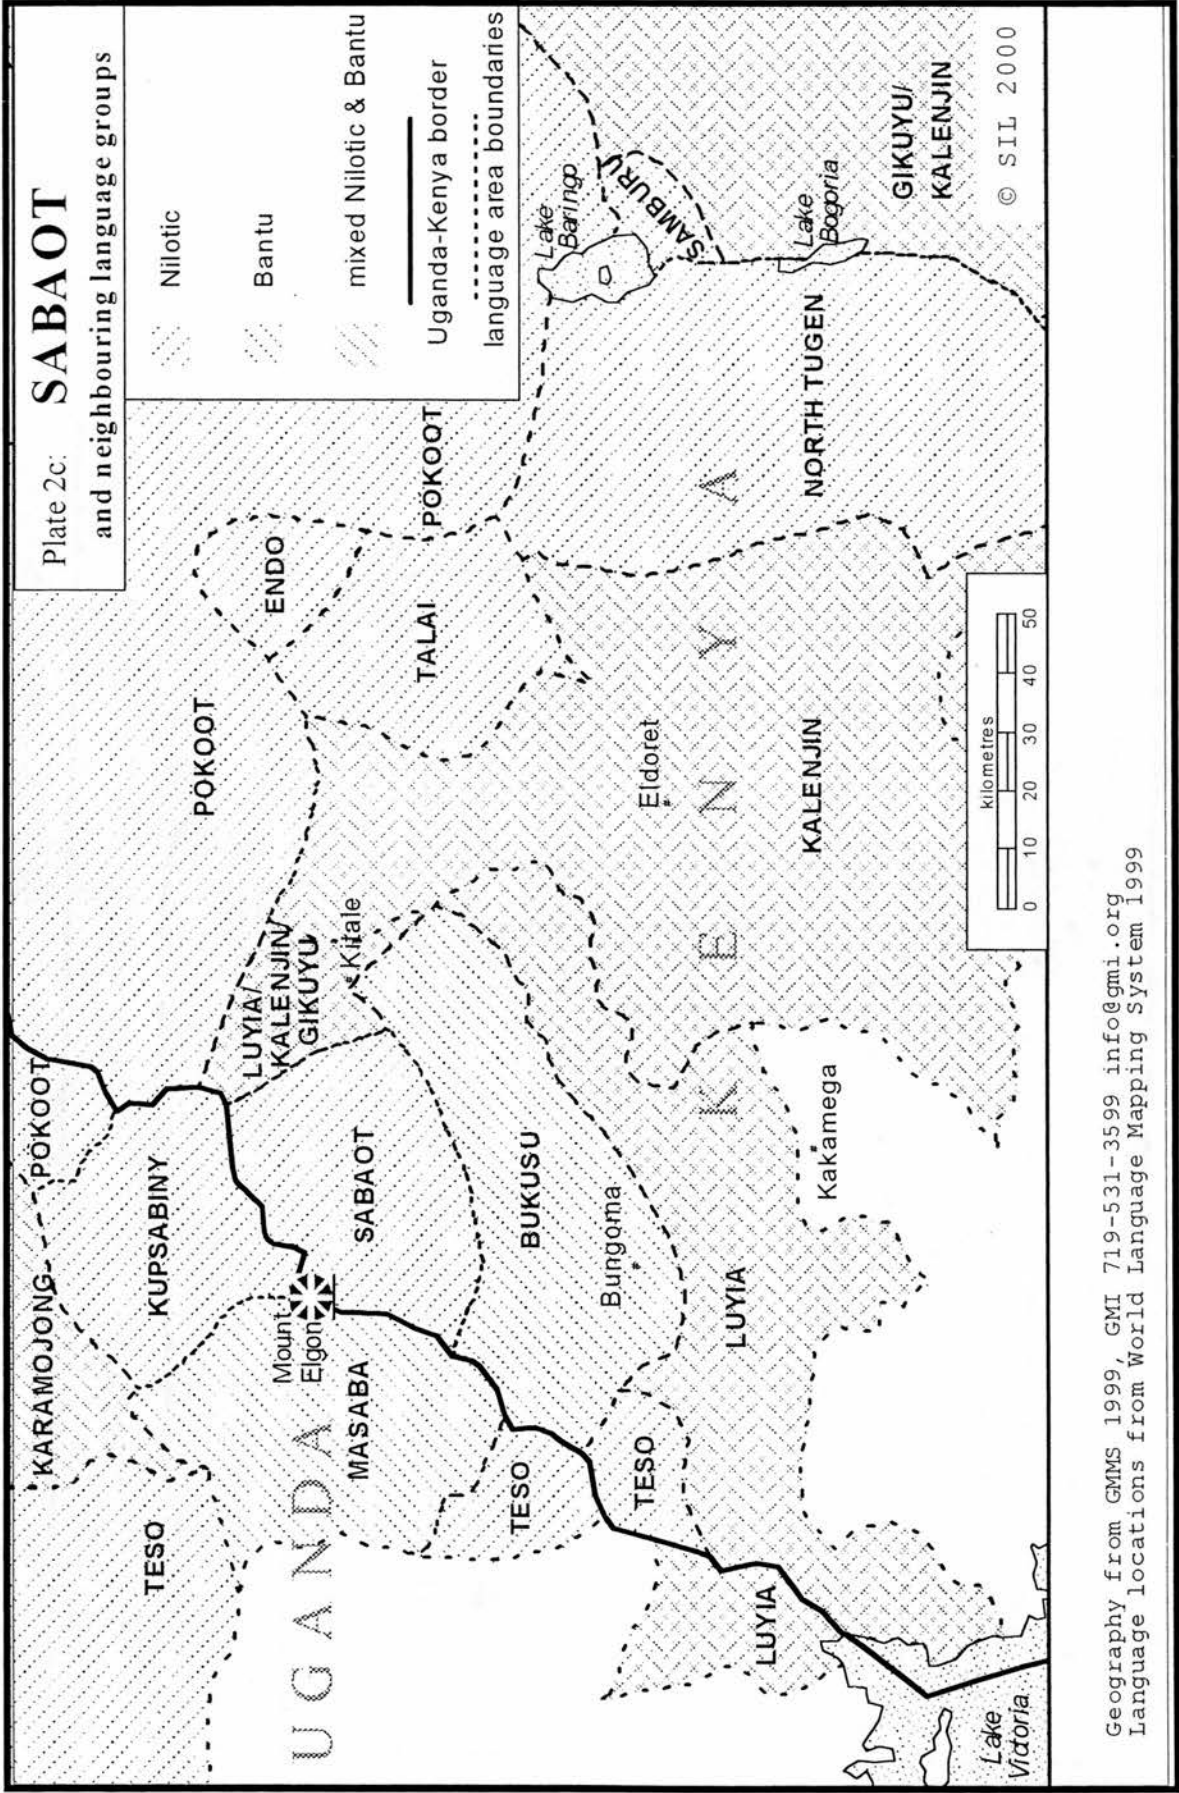 Plate 2c: SABAOT
and neighbouring language groups
Nilotic
Bantu
mixed Nilotic & Bantu
Uganda-Kenya border
language area boundaries
KARAMOJONG
POKOOT
TESO
KUPSABINY
POKOOT
ENDO
UGANDA
Mount
Elgon
MASABA
SABAOT
LUYIA/
KALENJIN/
GIKUYU
Kitale
TALAI
POKOOT
TESO
BUKUSU
Lake
Baringo
TESO
Bungoma
Eldoret
SAMBURU
KENYA
LUYIA
LUYIA
Kakamega
KALENJIN
NORTH TUGEN
Lake
Bogoria
GIKUYU/
KALENJIN
Lake
Victoria
kilometres
0 10 20 30 40 50
© SIL 2000
Geography from GMMS 1999, GMI 719-531-3599 info@gmi.org
Language locations from World Language Mapping System 1999